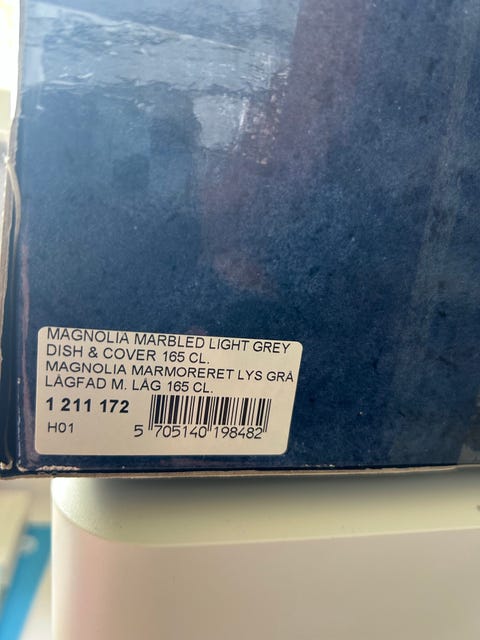 MAGNOLIA MARBLED LIGHT GREY
DISH & COVER 165 CL.
MAGNOLIA MARMORERET LYS GRÅ
LÅGFAD M. LÅG 165 CL.
1 211 172
H01
5 705140 198482